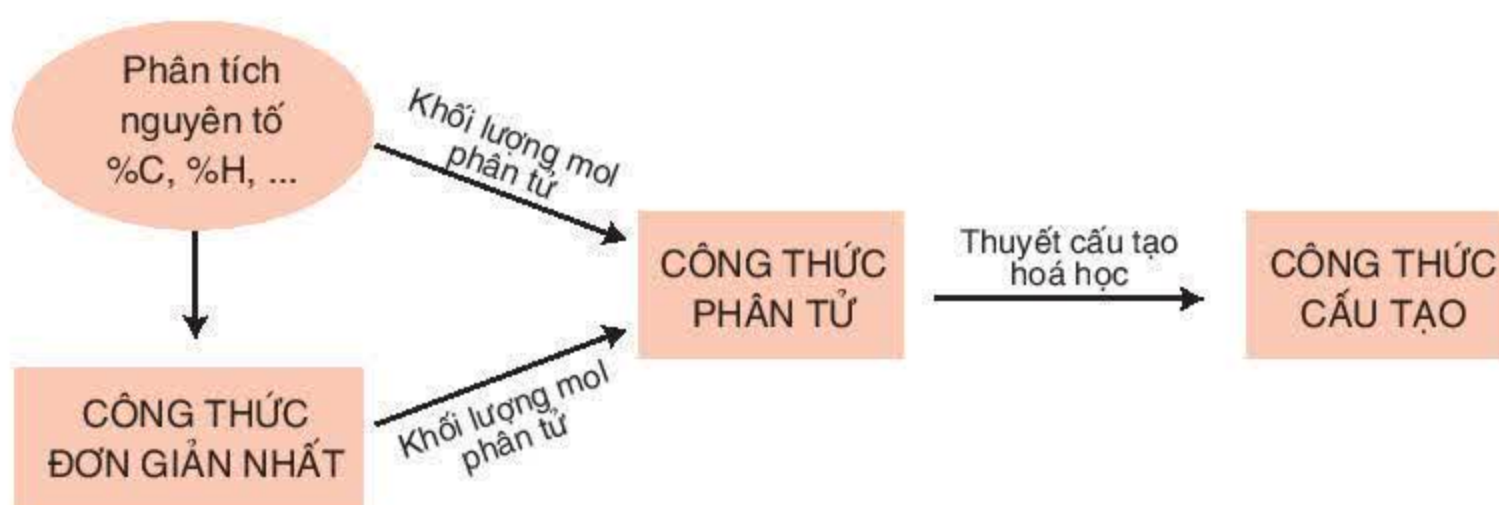 Phân tích
nguyên tố
%C, %H, ...
Khối lượng mol
phân tử
CÔNG THỨC
PHÂN TỬ
Thuyết cấu tạo
hoá học
CÔNG THỨC
CẤU TẠO
CÔNG THỨC
ĐƠN GIẢN NHẤT
Khối lượng mol
phân tử